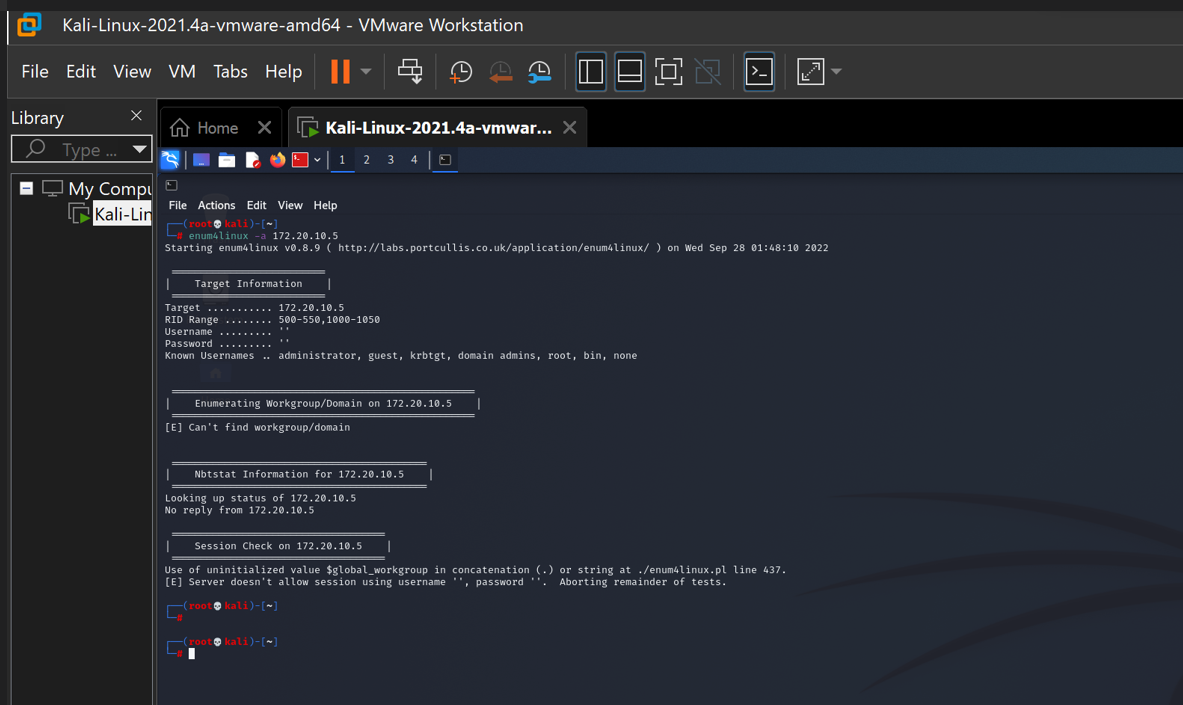 Kali-Linux-2021.4a-vmware-amd64 - VMware Workstation
File Edit View VM Tabs Help
Library
Type ...
My Compu
Kali-Lin
Home
Kali-Linux-2021.4a-vmwar...
1 2 3 4
File Actions Edit View Help
(root💀kali)-[~]
# enum4linux -a 172.20.10.5
Starting enum4linux v0.8.9 ( http://labs.portcullis.co.uk/application/enum4linux/ ) on Wed Sep 28 01:48:10 2022
| Target Information |
Target ........... 172.20.10.5
RID Range ........ 500-550,1000-1050
Username ......... ''
Password ......... ''
Known Usernames .. administrator, guest, krbtgt, domain admins, root, bin, none
| Enumerating Workgroup/Domain on 172.20.10.5 |
[E] Can't find workgroup/domain
| Nbtstat Information for 172.20.10.5 |
Looking up status of 172.20.10.5
No reply from 172.20.10.5
| Session Check on 172.20.10.5 |
Use of uninitialized value $global_workgroup in concatenation (.) or string at ./enum4linux.pl line 437.
[E] Server doesn't allow session using username '', password ''.  Aborting remainder of tests.
(root💀kali)-[~]
#
(root💀kali)-[~]
#